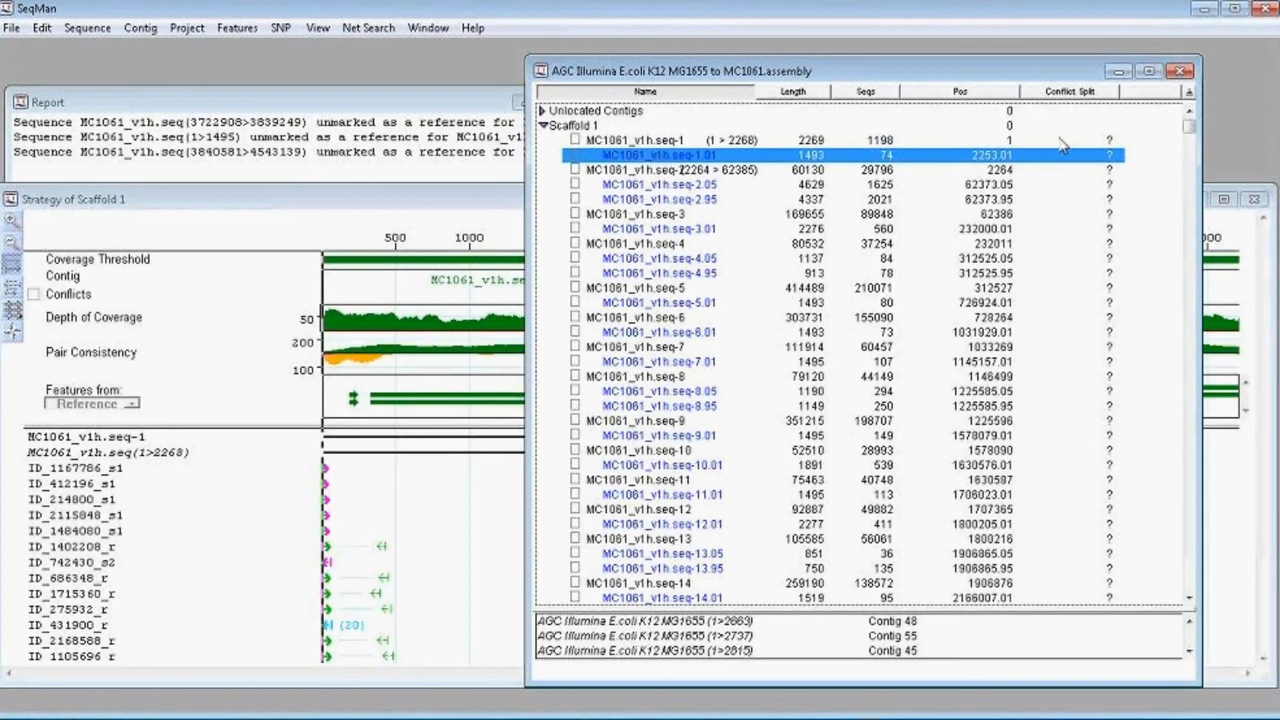 SeqMan
File Edit Sequence Contig Project Features SNP View Net Search Window Help
Report
Sequence MC1061_v1h.seq(3722908>3839249) unmarked as a reference for
Sequence MC1061_v1h.seq(1>1495) unmarked as a reference for MC1061_v1
Sequence MC1061_v1h.seq(3840581>4543139) unmarked as a reference for
Strategy of Scaffold 1
500 1000
Coverage Threshold
Contig
MC1061_v1h.se
Conflicts
Depth of Coverage
50
200
Pair Consistency
100
Features from:
Reference
MC1061_v1h.seq-1
MC1061_v1h.seq(1>2268)
ID_1167786_s1
ID_412196_s1
ID_214800_s1
ID_2115848_s1
ID_1484080_s1
ID_1402208_r
ID_742430_s2
ID_686348_r
ID_1715360_r
ID_275932_r
ID_431900_r (20)
ID_2168588_r
ID_1105696_r
AGC Illumina E.coli K12 MG1655 to MC1061.assembly
Name Length Seqs Pos Conflict Split
Unlocated Contigs 0
Scaffold 1 0
MC1061_v1h.seq-1 (1 > 2268) 2269 1198 1 ?
MC1061_v1h.seq-1.01 1493 74 2253.01 ?
MC1061_v1h.seq-2 (2264 > 62385) 60130 29796 2264 ?
MC1061_v1h.seq-2.05 4629 1625 62373.05 ?
MC1061_v1h.seq-2.95 4337 2021 62373.95 ?
MC1061_v1h.seq-3 169655 89848 62386 ?
MC1061_v1h.seq-3.01 2276 560 232000.01 ?
MC1061_v1h.seq-4 80532 37254 232011 ?
MC1061_v1h.seq-4.05 1137 84 312525.05 ?
MC1061_v1h.seq-4.95 913 78 312525.95 ?
MC1061_v1h.seq-5 414489 210071 312527 ?
MC1061_v1h.seq-5.01 1493 80 726924.01 ?
MC1061_v1h.seq-6 303731 155090 728264 ?
MC1061_v1h.seq-6.01 1493 73 1031929.01 ?
MC1061_v1h.seq-7 111914 60457 1033269 ?
MC1061_v1h.seq-7.01 1495 107 1145157.01 ?
MC1061_v1h.seq-8 79120 44149 1146499 ?
MC1061_v1h.seq-8.05 1190 294 1225585.05 ?
MC1061_v1h.seq-8.95 1149 250 1225585.95 ?
MC1061_v1h.seq-9 351215 198707 1225596 ?
MC1061_v1h.seq-9.01 1495 149 1578079.01 ?
MC1061_v1h.seq-10 52510 28993 1578090 ?
MC1061_v1h.seq-10.01 1891 539 1630576.01 ?
MC1061_v1h.seq-11 75463 40748 1630587 ?
MC1061_v1h.seq-11.01 1495 113 1706023.01 ?
MC1061_v1h.seq-12 92887 49882 1707365 ?
MC1061_v1h.seq-12.01 2277 411 1800205.01 ?
MC1061_v1h.seq-13 105585 56061 1800216 ?
MC1061_v1h.seq-13.05 851 36 1906865.05 ?
MC1061_v1h.seq-13.95 750 135 1906865.95 ?
MC1061_v1h.seq-14 259190 138572 1906876 ?
MC1061_v1h.seq-14.01 1519 95 2166007.01 ?
AGC Illumina E.coli K12 MG1655 (1>2663) Contig 48
AGC Illumina E.coli K12 MG1655 (1>2737) Contig 55
AGC Illumina E.coli K12 MG1655 (1>2815) Contig 45